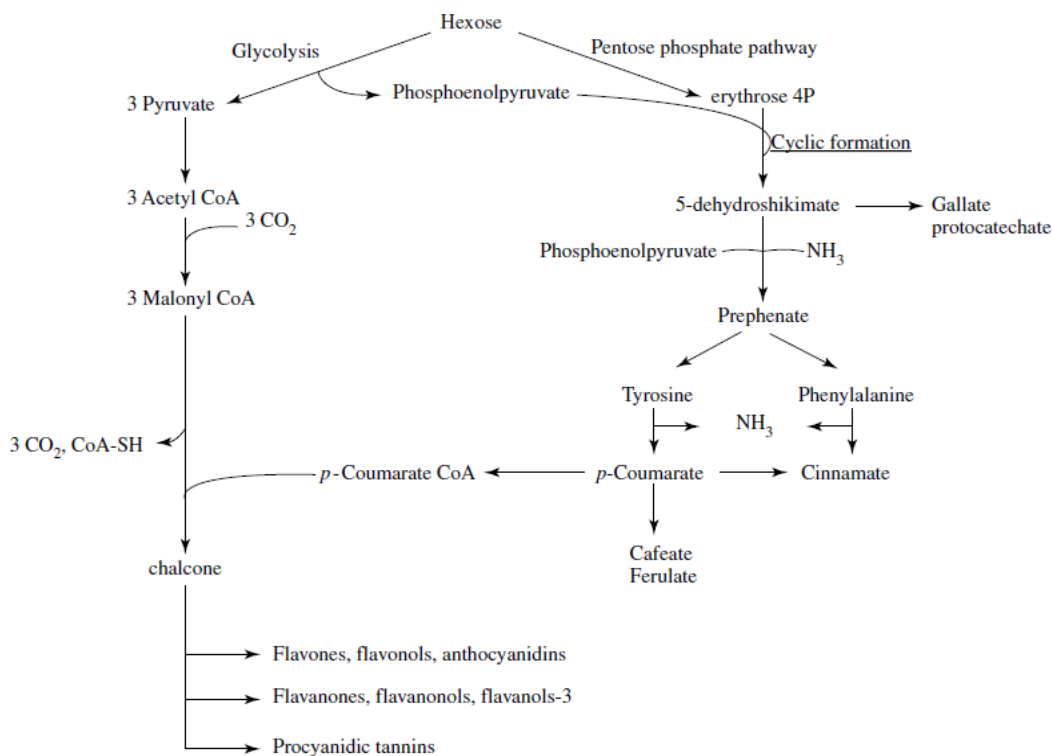 Hexose
Glycolysis
Pentose phosphate pathway
3 Pyruvate
Phosphoenolpyruvate
erythrose 4P
Cyclic formation
3 Acetyl CoA
3 CO2
5-dehydroshikimate
Gallate
protocatechate
Phosphoenolpyruvate
NH3
3 Malonyl CoA
Prephenate
Tyrosine
Phenylalanine
NH3
3 CO2, CoA-SH
p-Coumarate CoA
p-Coumarate
Cinnamate
chalcone
Cafeate
Ferulate
Flavones, flavonols, anthocyanidins
Flavanones, flavanonols, flavanols-3
Procyanidic tannins